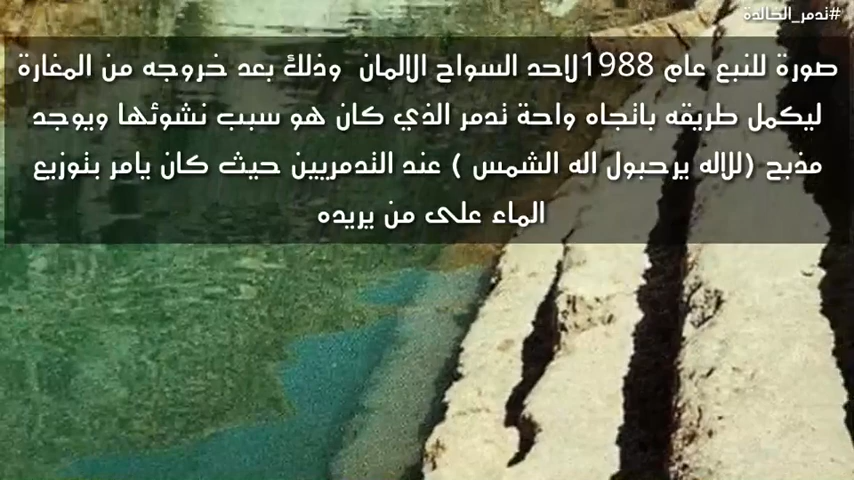 #تدمر_الخالدة
صورة للنبع عام 1988لاحد السواح الالمان وذلك بعد خروجه من المغارة
ليكمل طريقه باتجاه واحة تدمر الذي كان هو سبب نشوئها ويوجد
مذبح (للاله يرحبول اله الشمس ) عند التدمريين حيث كان يامر بتوزيع
الماء على من يريده